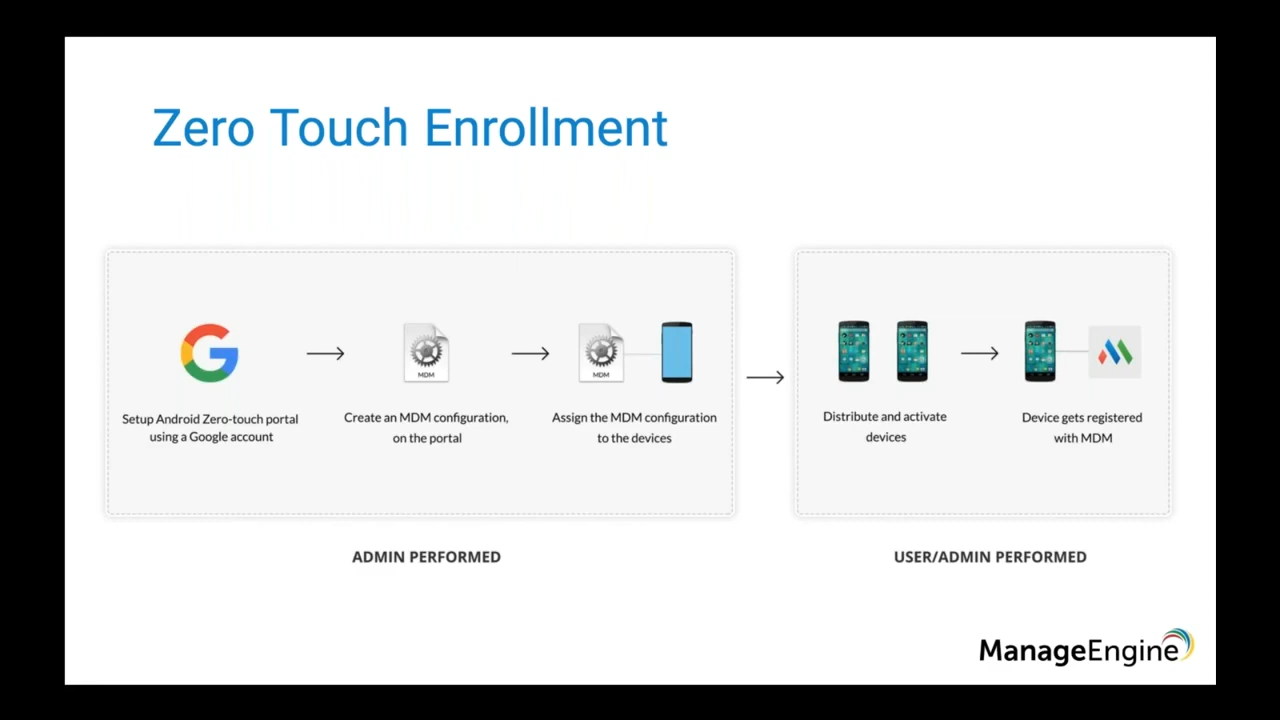 Zero Touch Enrollment
Setup Android Zero-touch portal
using a Google account
MDM
Create an MDM configuration,
on the portal
MDM
Assign the MDM configuration
to the devices
Distribute and activate
devices
Device gets registered
with MDM
ADMIN PERFORMED
USER/ADMIN PERFORMED
ManageEngine